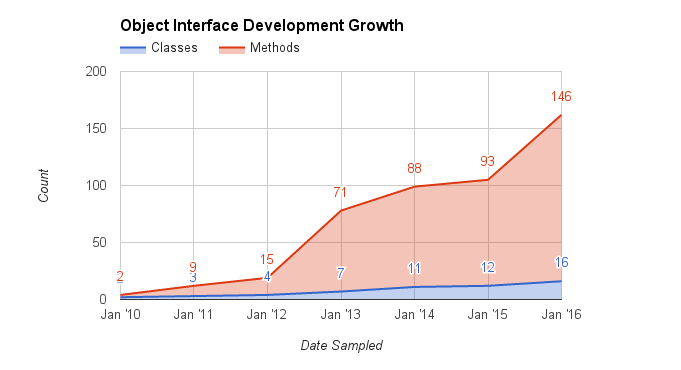 Object Interface Development Growth
Classes Methods
200
150
100
50
0
Count
2 9 15 71 88 93 146
3 4 7 11 12 16
Jan '10 Jan '11 Jan '12 Jan '13 Jan '14 Jan '15 Jan '16
Date Sampled